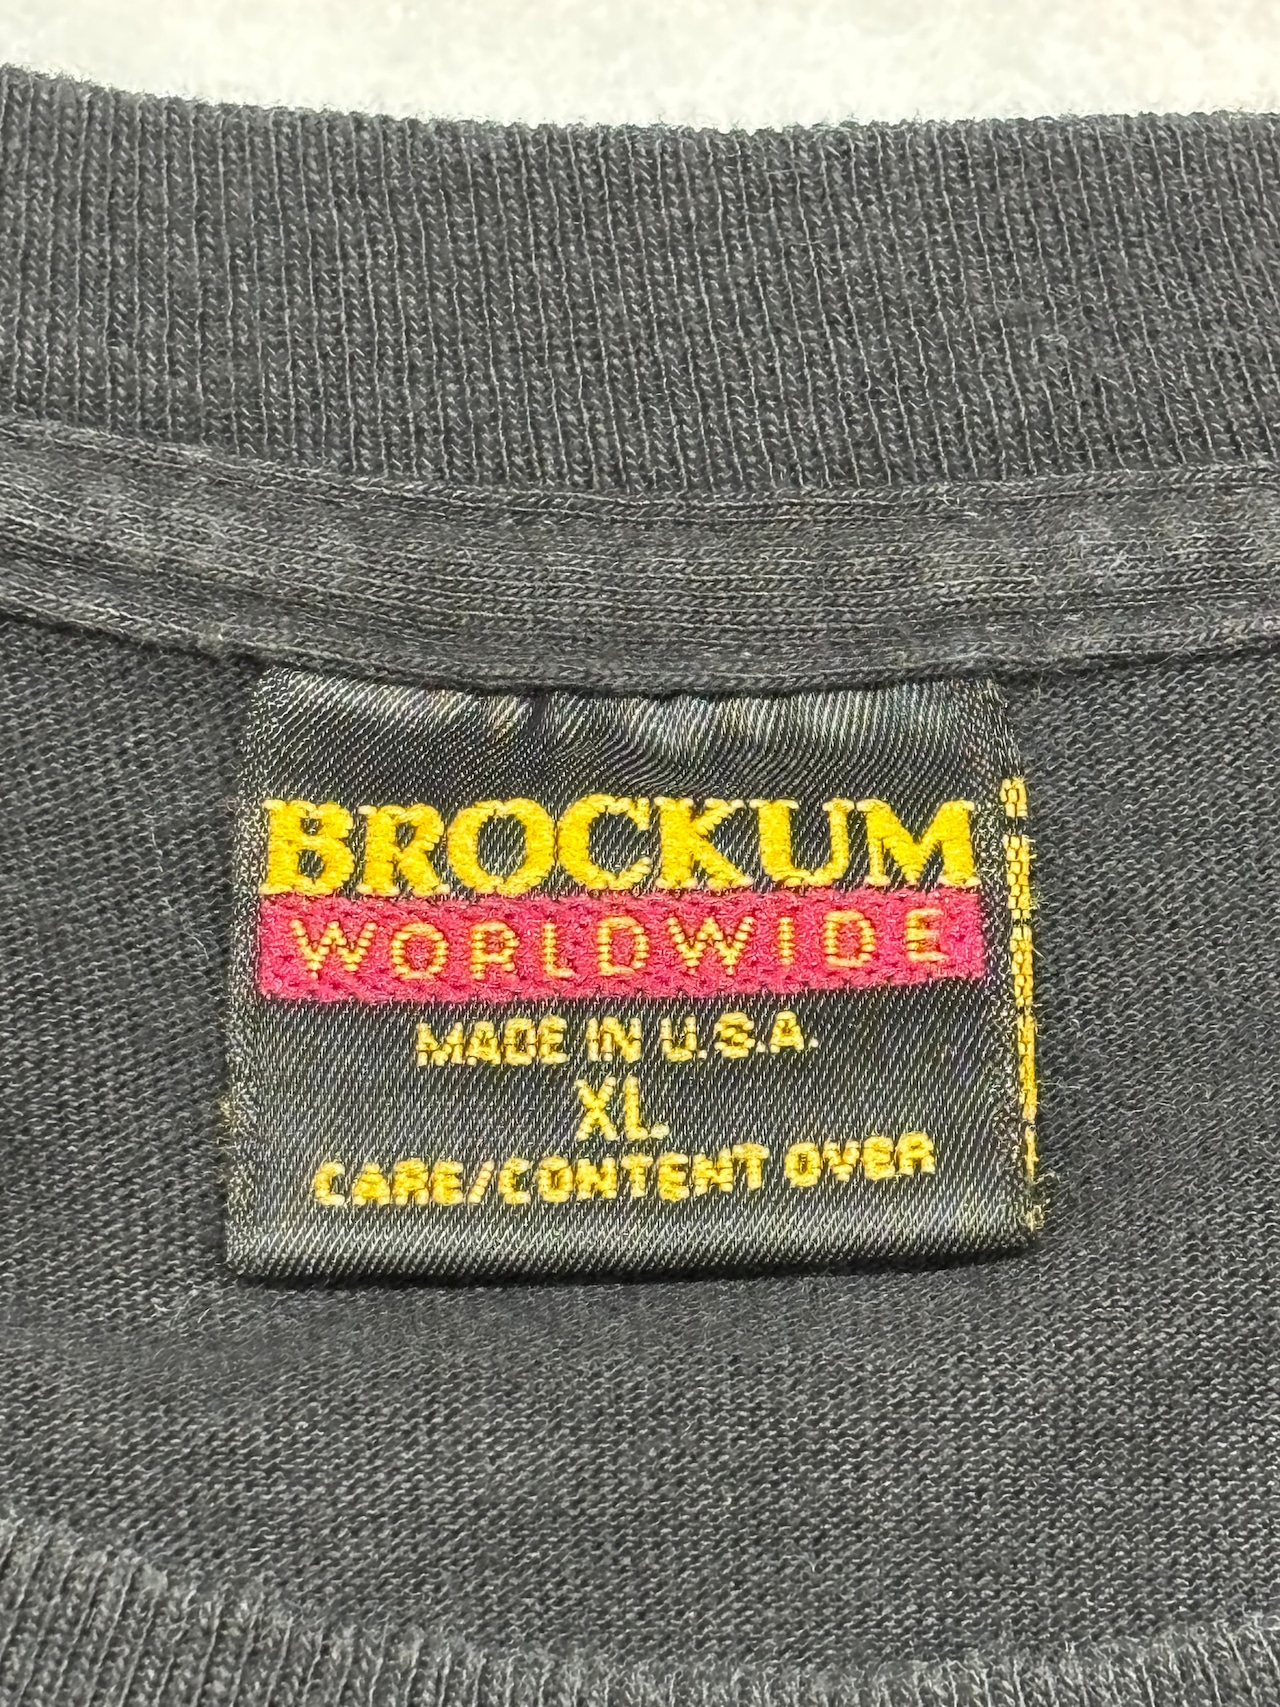 BROCKUM
WORLDWIDE
MADE IN U.S.A.
XL
CARE/CONTENT OVER